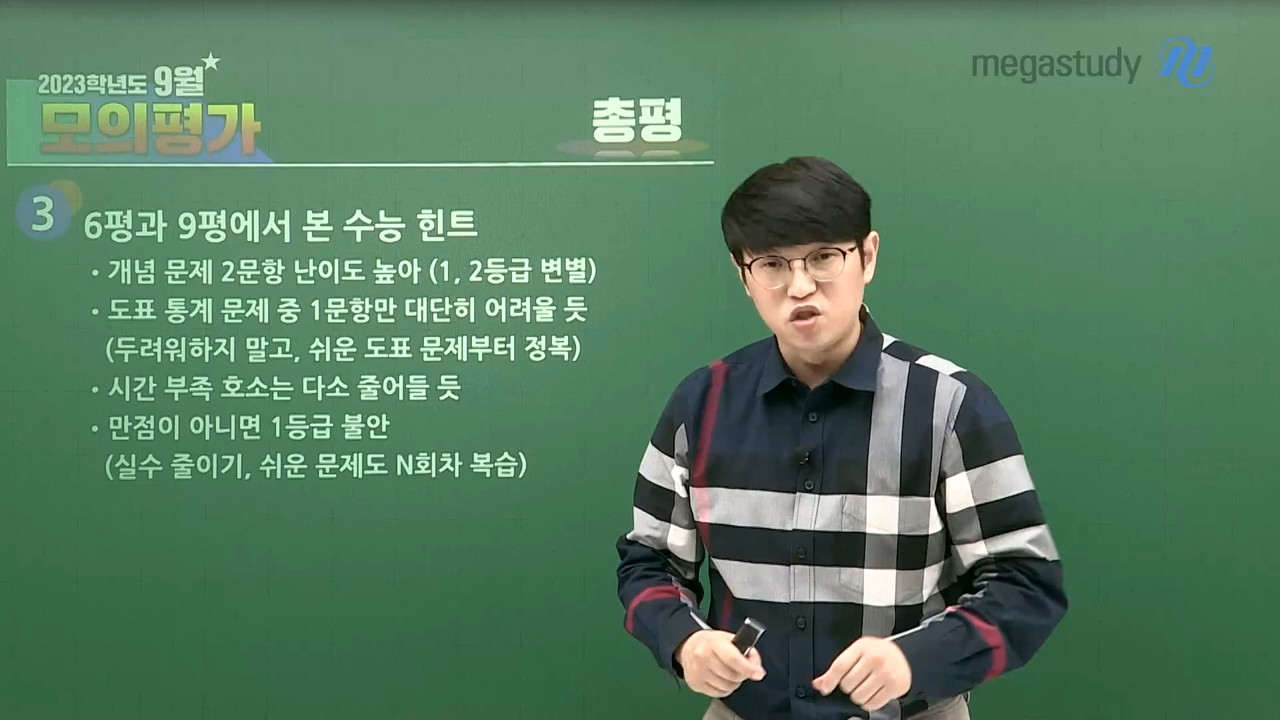 megastudy
2023학년도 9월
모의평가
총평
3
6평과 9평에서 본 수능 힌트
• 개념 문제 2문항 난이도 높아 (1, 2등급 변별)
• 도표 통계 문제 중 1문항만 대단히 어려울 듯
(두려워하지 말고, 쉬운 도표 문제부터 정복)
• 시간 부족 호소는 다소 줄어들 듯
• 만점이 아니면 1등급 불안
(실수 줄이기, 쉬운 문제도 N회차 복습)